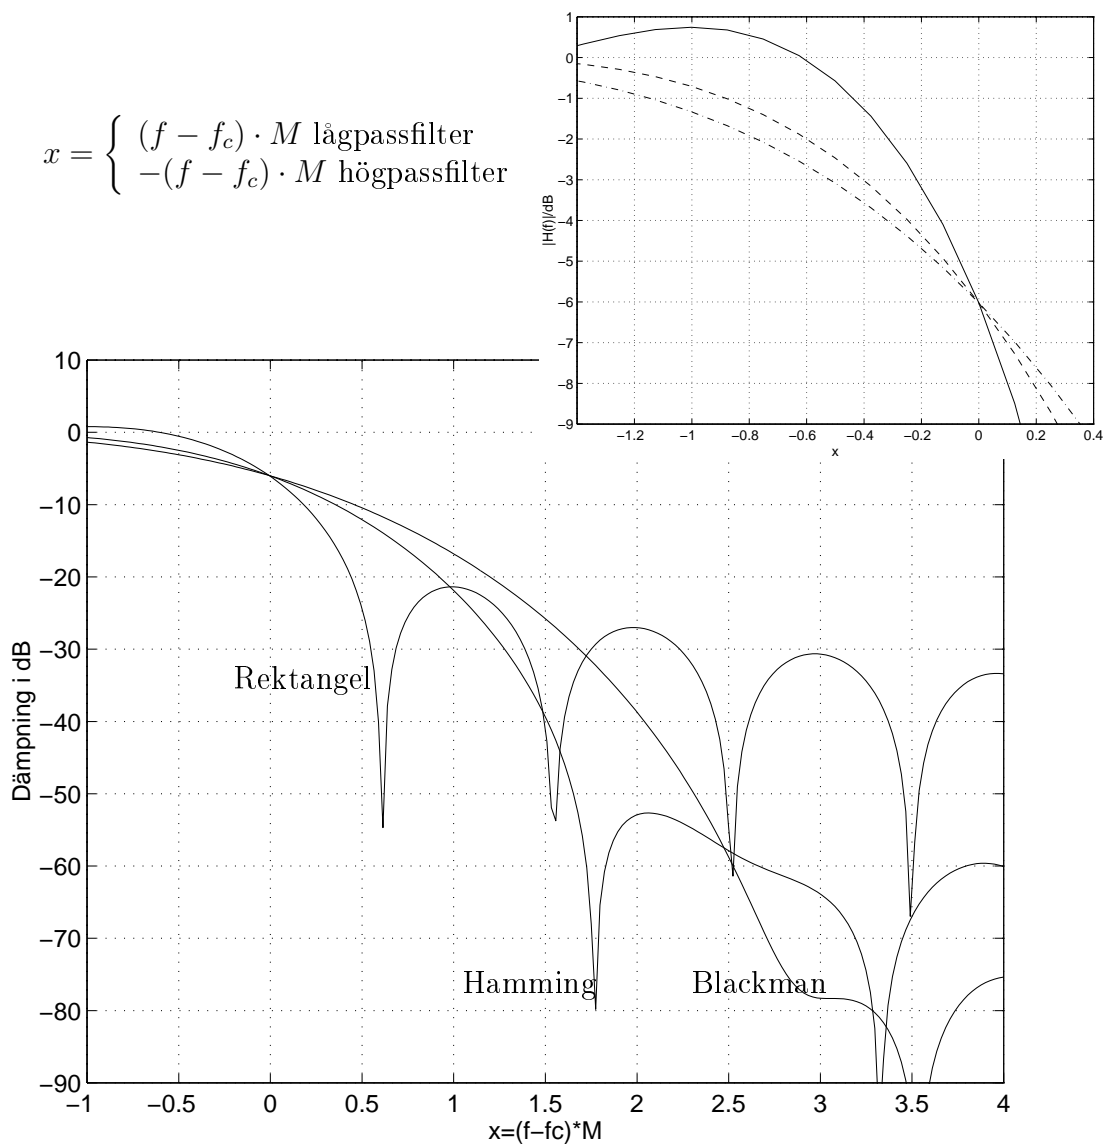 x = { (f − f_c) · M lågpassfilter
−(f − f_c) · M högpassfilter
1
0
−1
−2
−3
−4
−5
−6
−7
−8
−9
|H(f)|/dB
−1.2 −1 −0.8 −0.6 −0.4 −0.2 0 0.2 0.4
x
10
0
−10
−20
−30
−40
−50
−60
−70
−80
−90
Dämpning i dB
Rektangel
Hamming
Blackman
−1 −0.5 0 0.5 1 1.5 2 2.5 3 3.5 4
x=(f−fc)*M